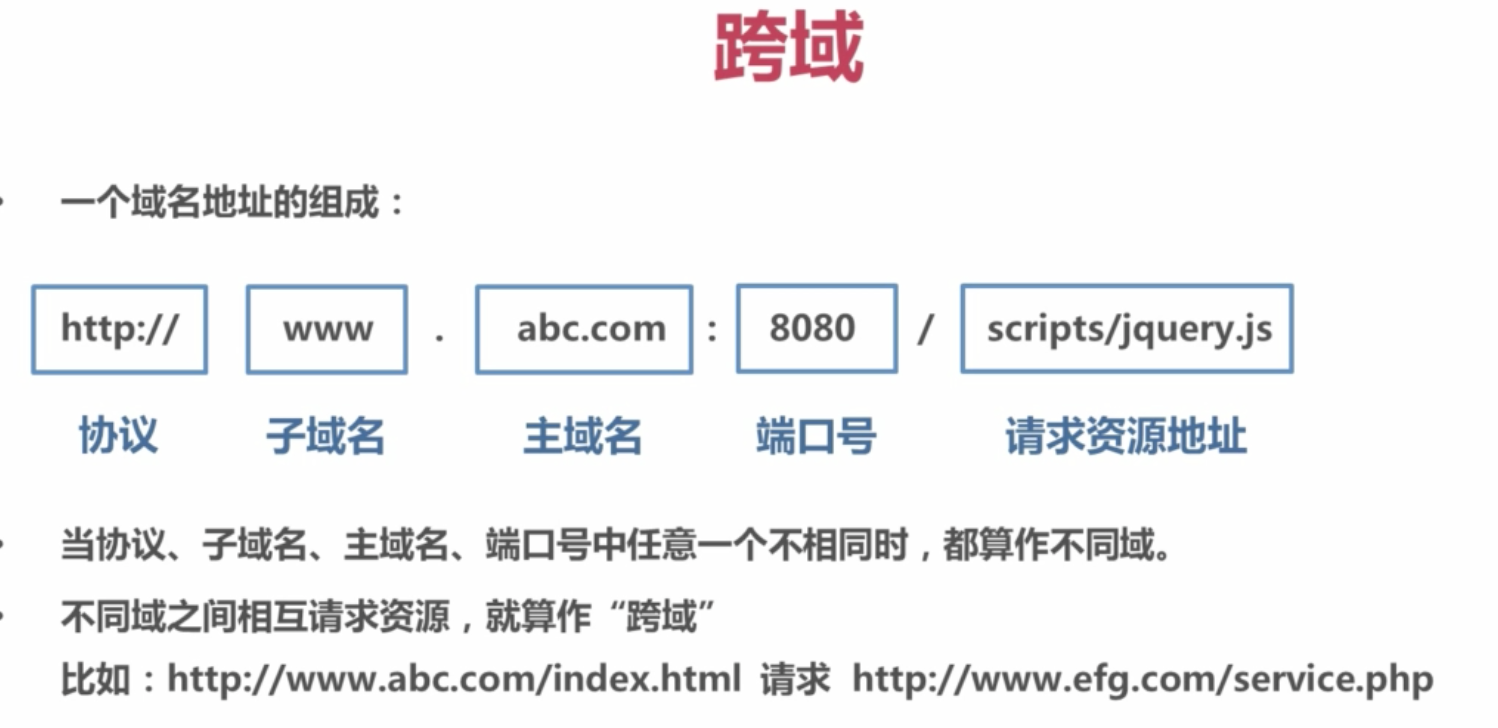 跨域
一个域名地址的组成：
http:// www . abc.com : 8080 / scripts/jquery.js
协议 子域名 主域名 端口号 请求资源地址
当协议、子域名、主域名、端口号中任意一个不相同时，都算作不同域。
不同域之间相互请求资源，就算作“跨域”
比如：http://www.abc.com/index.html 请求 http://www.efg.com/service.php